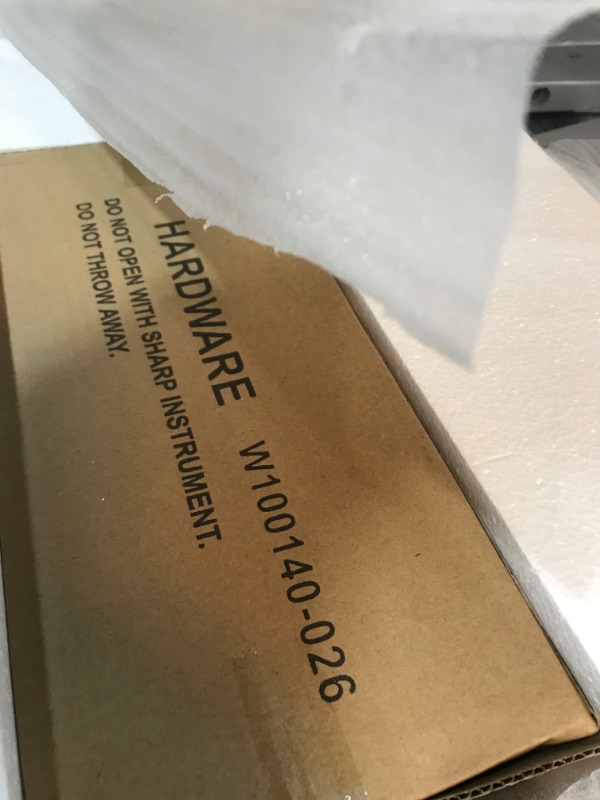 HARDWARE W100140-026
DO NOT OPEN WITH SHARP INSTRUMENT.
DO NOT THROW AWAY.